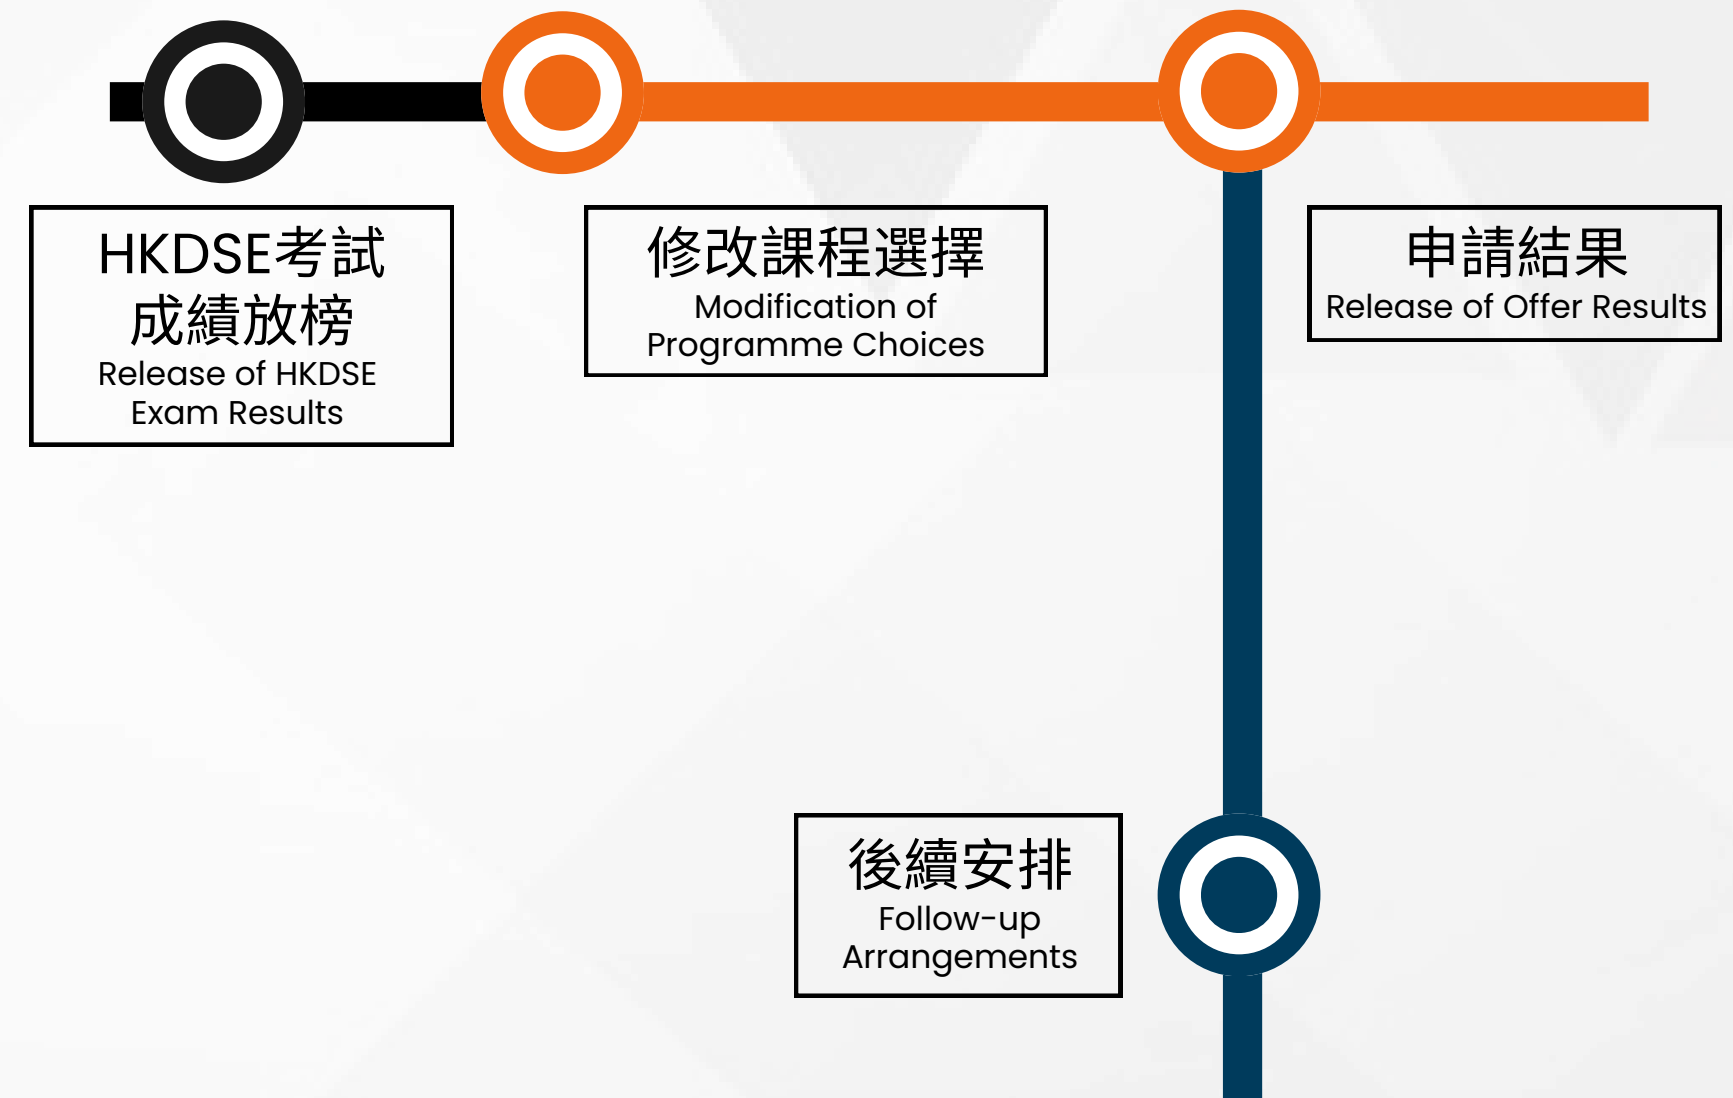 HKDSE考試
成績放榜
Release of HKDSE
Exam Results
修改課程選擇
Modification of
Programme Choices
申請結果
Release of Offer Results
後續安排
Follow-up
Arrangements